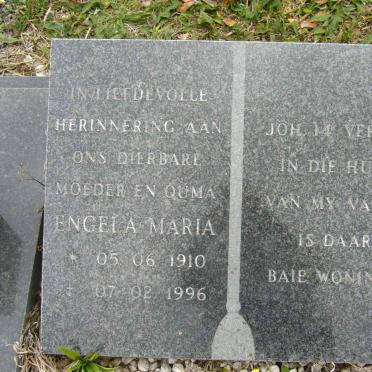 IN LIEFDEVOLLE
HERINNERING AAN
ONS DIERBARE
MOEDER EN OUMA
ENGELA MARIA
* 05 06 1910
† 07 02 1996
JOH. 14 VER
IN DIE HU
VAN MY VA
IS DAAR
BAIE WONIN